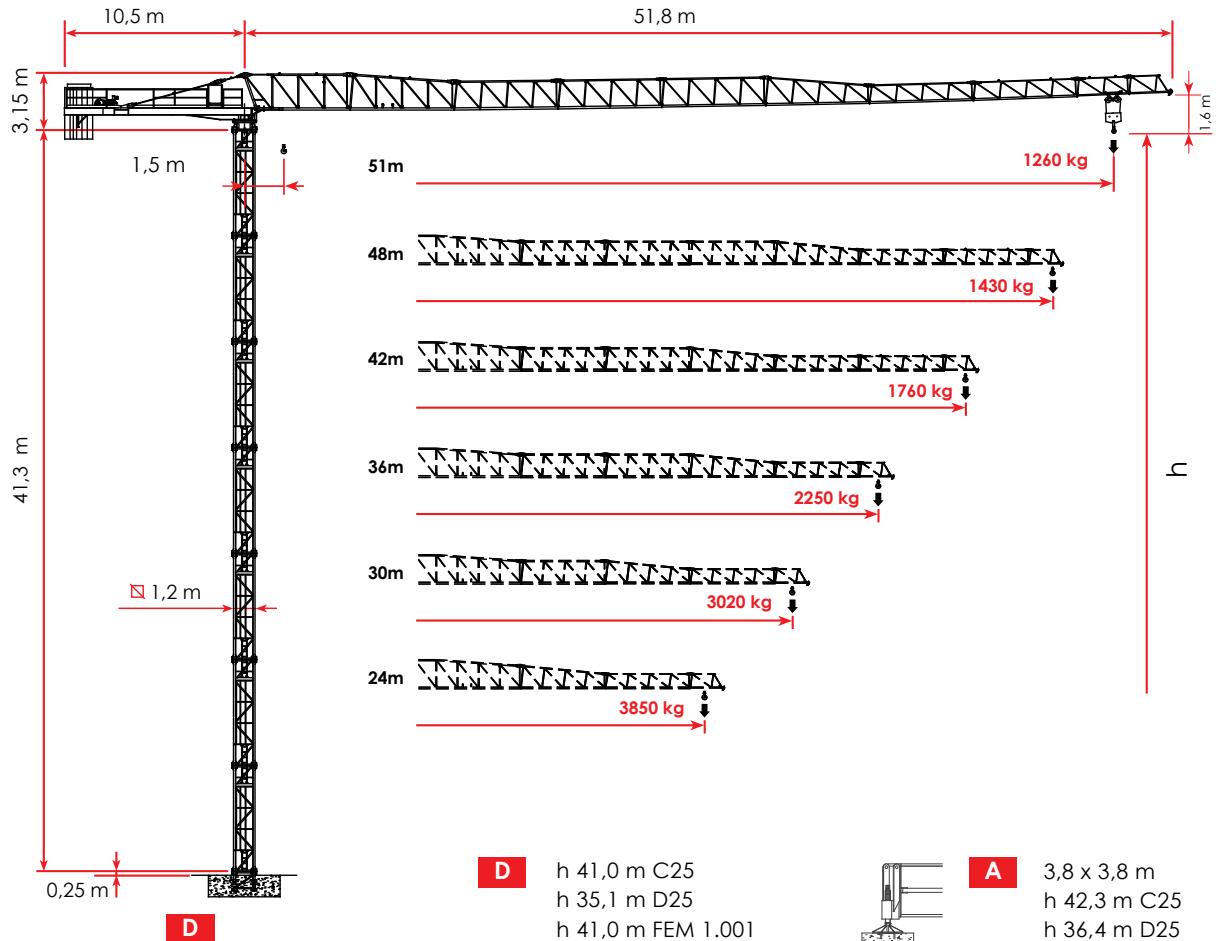 10,5 m
51,8 m
3,15 m
1,6 m
1,5 m
51m
1260 kg
48m
1430 kg
42m
1760 kg
41,3 m
36m
2250 kg
h
30m
3020 kg
1,2 m
24m
3850 kg
0,25 m
D
D
h 41,0 m C25
h 35,1 m D25
h 41,0 m FEM 1.001
A
3,8 x 3,8 m
h 42,3 m C25
h 36,4 m D25